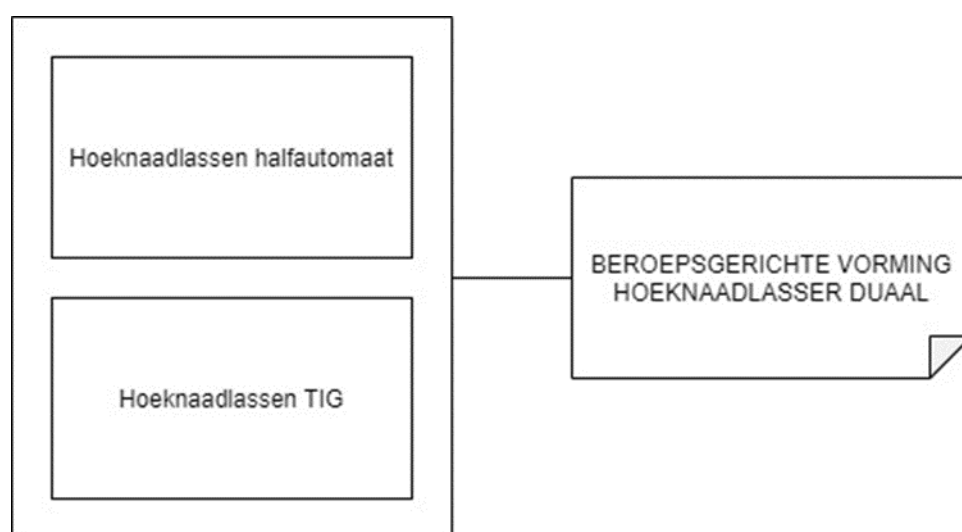 Hoeknaadlassen halfautomaat
Hoeknaadlassen TIG
BEROEPSGERICHTE VORMING
HOEKNAADLASSER DUAAL